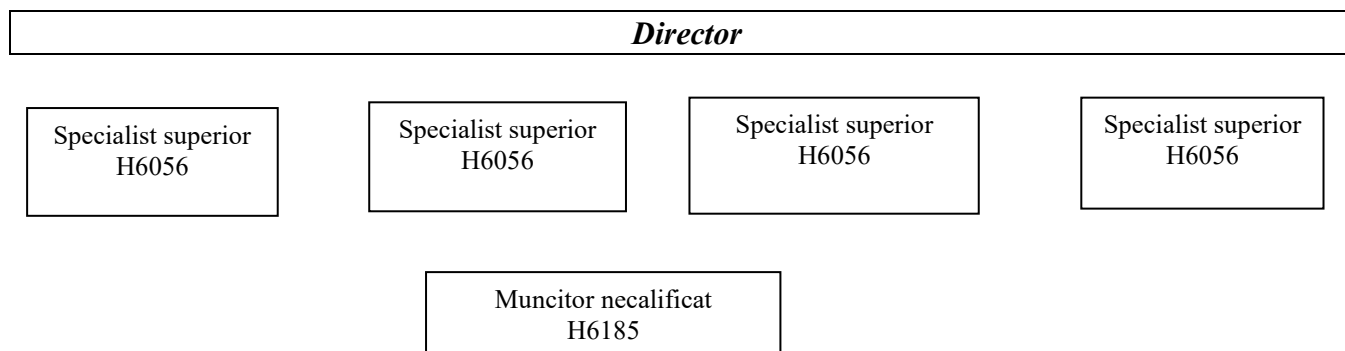 Director
Specialist superior
H6056
Specialist superior
H6056
Specialist superior
H6056
Specialist superior
H6056
Muncitor necalificat
H6185